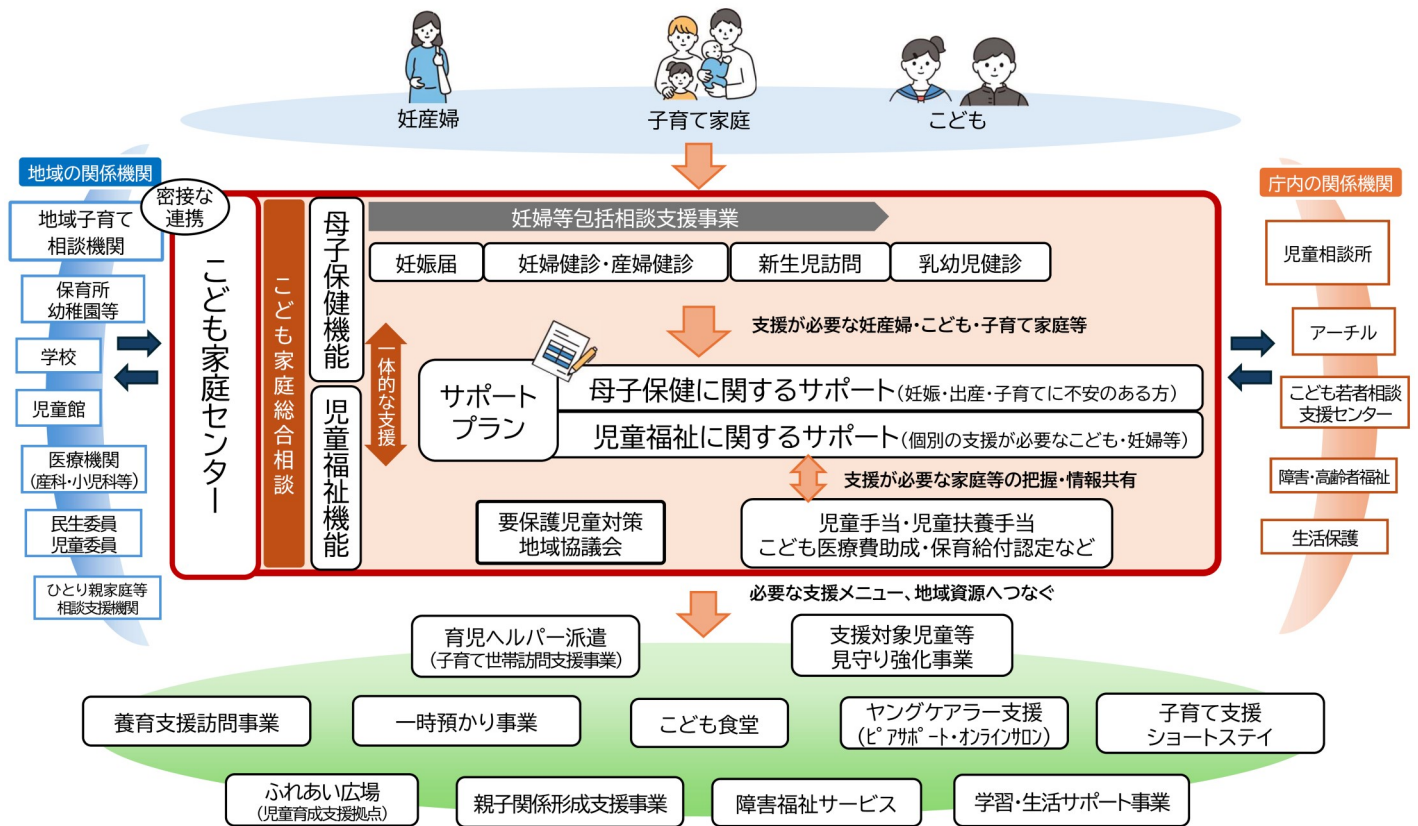 妊産婦
子育て家庭
こども
地域の関係機関
密接な
連携
地域子育て
相談機関
保育所
幼稚園等
学校
児童館
医療機関
(産科・小児科等)
民生委員
児童委員
ひとり親家庭等
相談支援機関
こども家庭センター
こども家庭総合相談
母子保健機能
児童福祉機能
一体的な支援
妊婦等包括相談支援事業
妊娠届
妊婦健診・産婦健診
新生児訪問
乳幼児健診
支援が必要な妊産婦・こども・子育て家庭等
サポート
プラン
母子保健に関するサポート(妊娠・出産・子育てに不安のある方)
児童福祉に関するサポート(個別の支援が必要なこども・妊婦等)
支援が必要な家庭等の把握・情報共有
要保護児童対策
地域協議会
児童手当・児童扶養手当
こども医療費助成・保育給付認定など
庁内の関係機関
児童相談所
アーチル
こども若者相談
支援センター
障害・高齢者福祉
生活保護
必要な支援メニュー、地域資源へつなぐ
育児ヘルパー派遣
(子育て世帯訪問支援事業)
支援対象児童等
見守り強化事業
養育支援訪問事業
一時預かり事業
こども食堂
ヤングケアラー支援
(ﾋﾟｱｻﾎﾟｰﾄ・ｵﾝﾗｲﾝｻﾛﾝ)
子育て支援
ショートステイ
ふれあい広場
(児童育成支援拠点)
親子関係形成支援事業
障害福祉サービス
学習・生活サポート事業